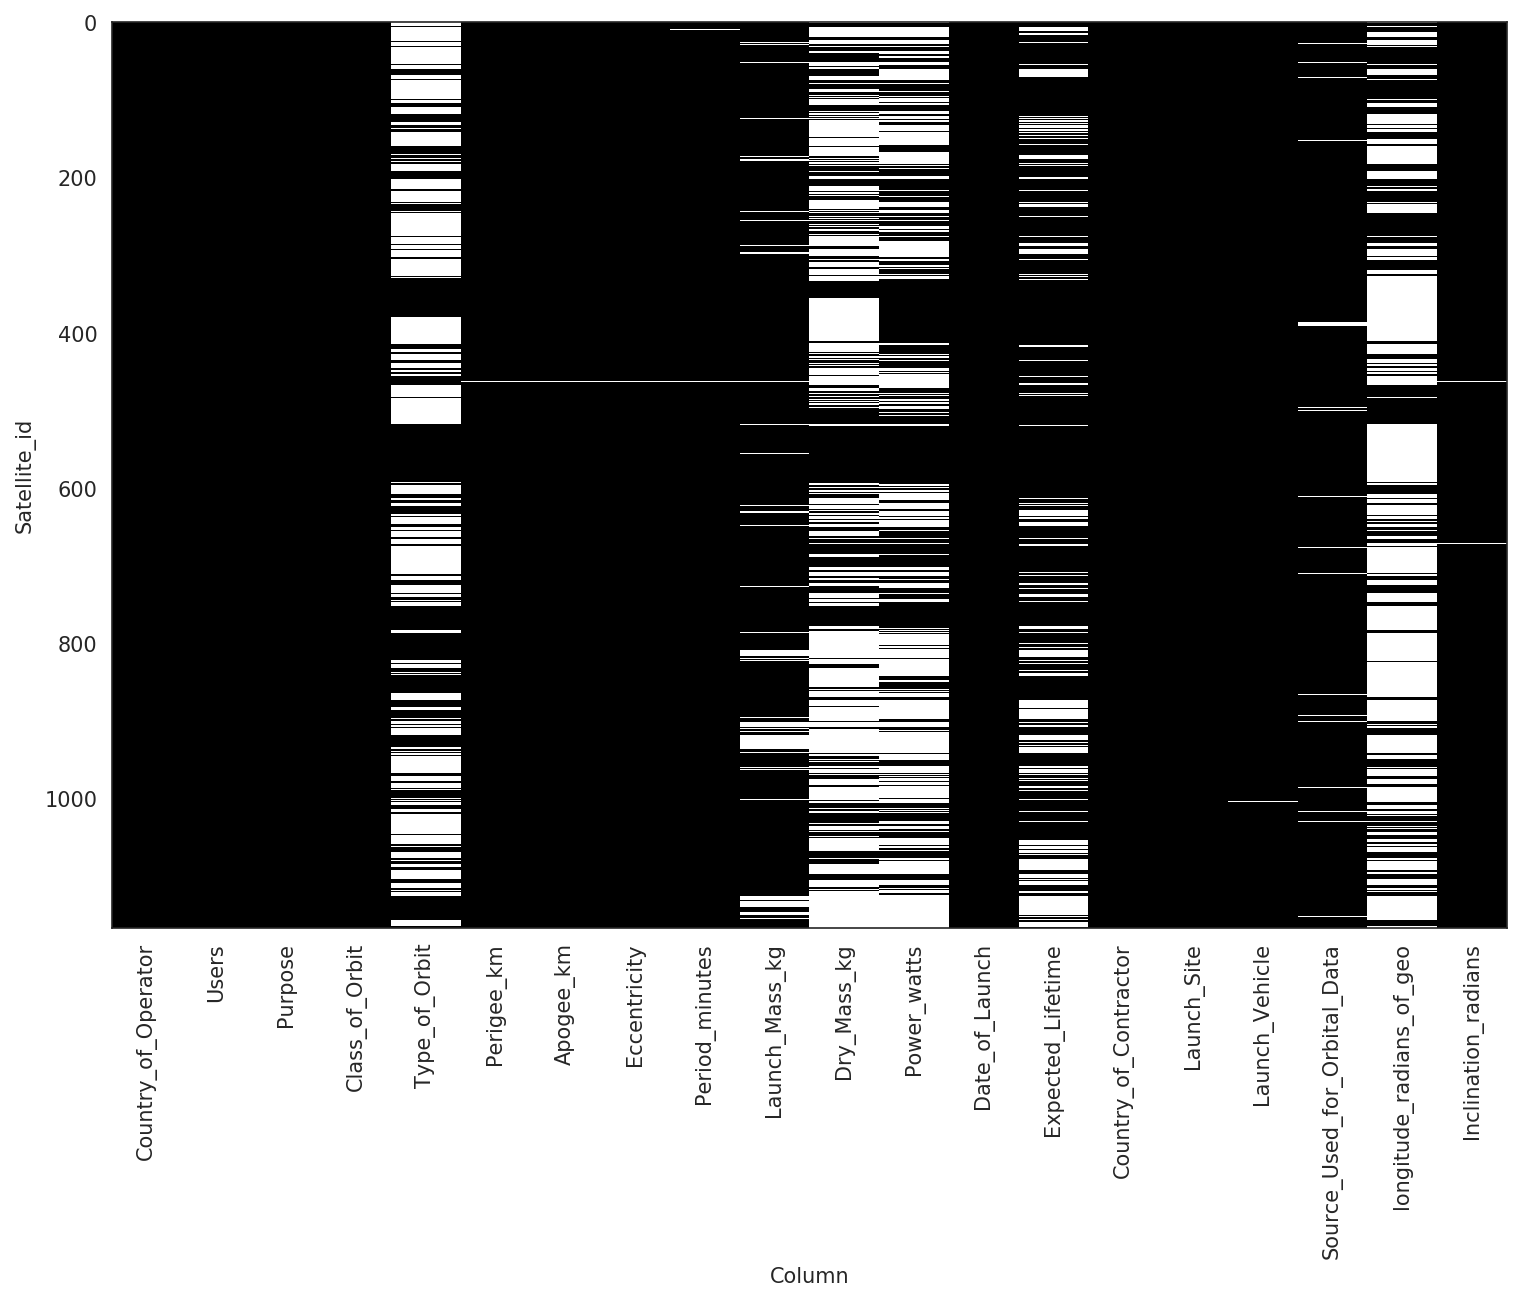 0
200
400
600
800
1000
Satellite_id
Country_of_Operator
Users
Purpose
Class_of_Orbit
Type_of_Orbit
Perigee_km
Apogee_km
Eccentricity
Period_minutes
Launch_Mass_kg
Dry_Mass_kg
Power_watts
Date_of_Launch
Expected_Lifetime
Country_of_Contractor
Launch_Site
Launch_Vehicle
Source_Used_for_Orbital_Data
longitude_radians_of_geo
Inclination_radians
Column